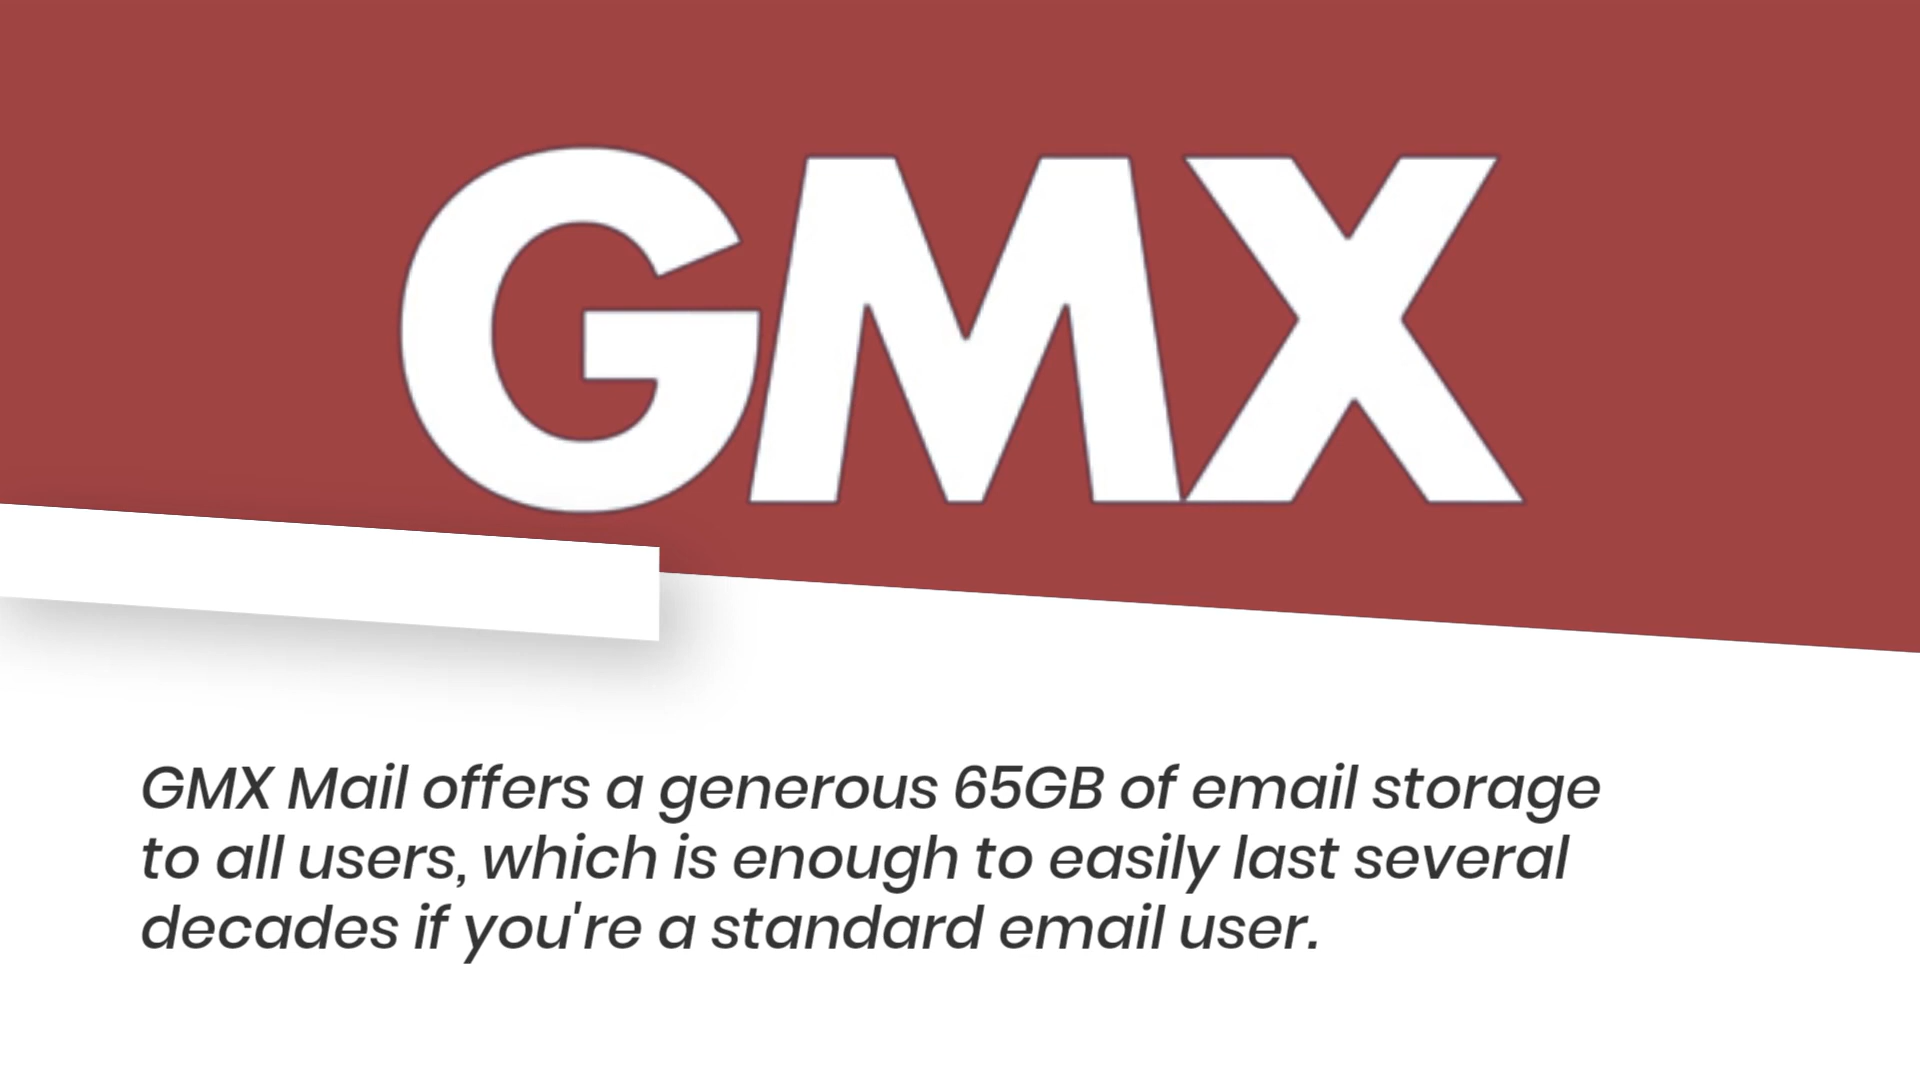 GMX
GMX Mail offers a generous 65GB of email storage
to all users, which is enough to easily last several
decades if you're a standard email user.